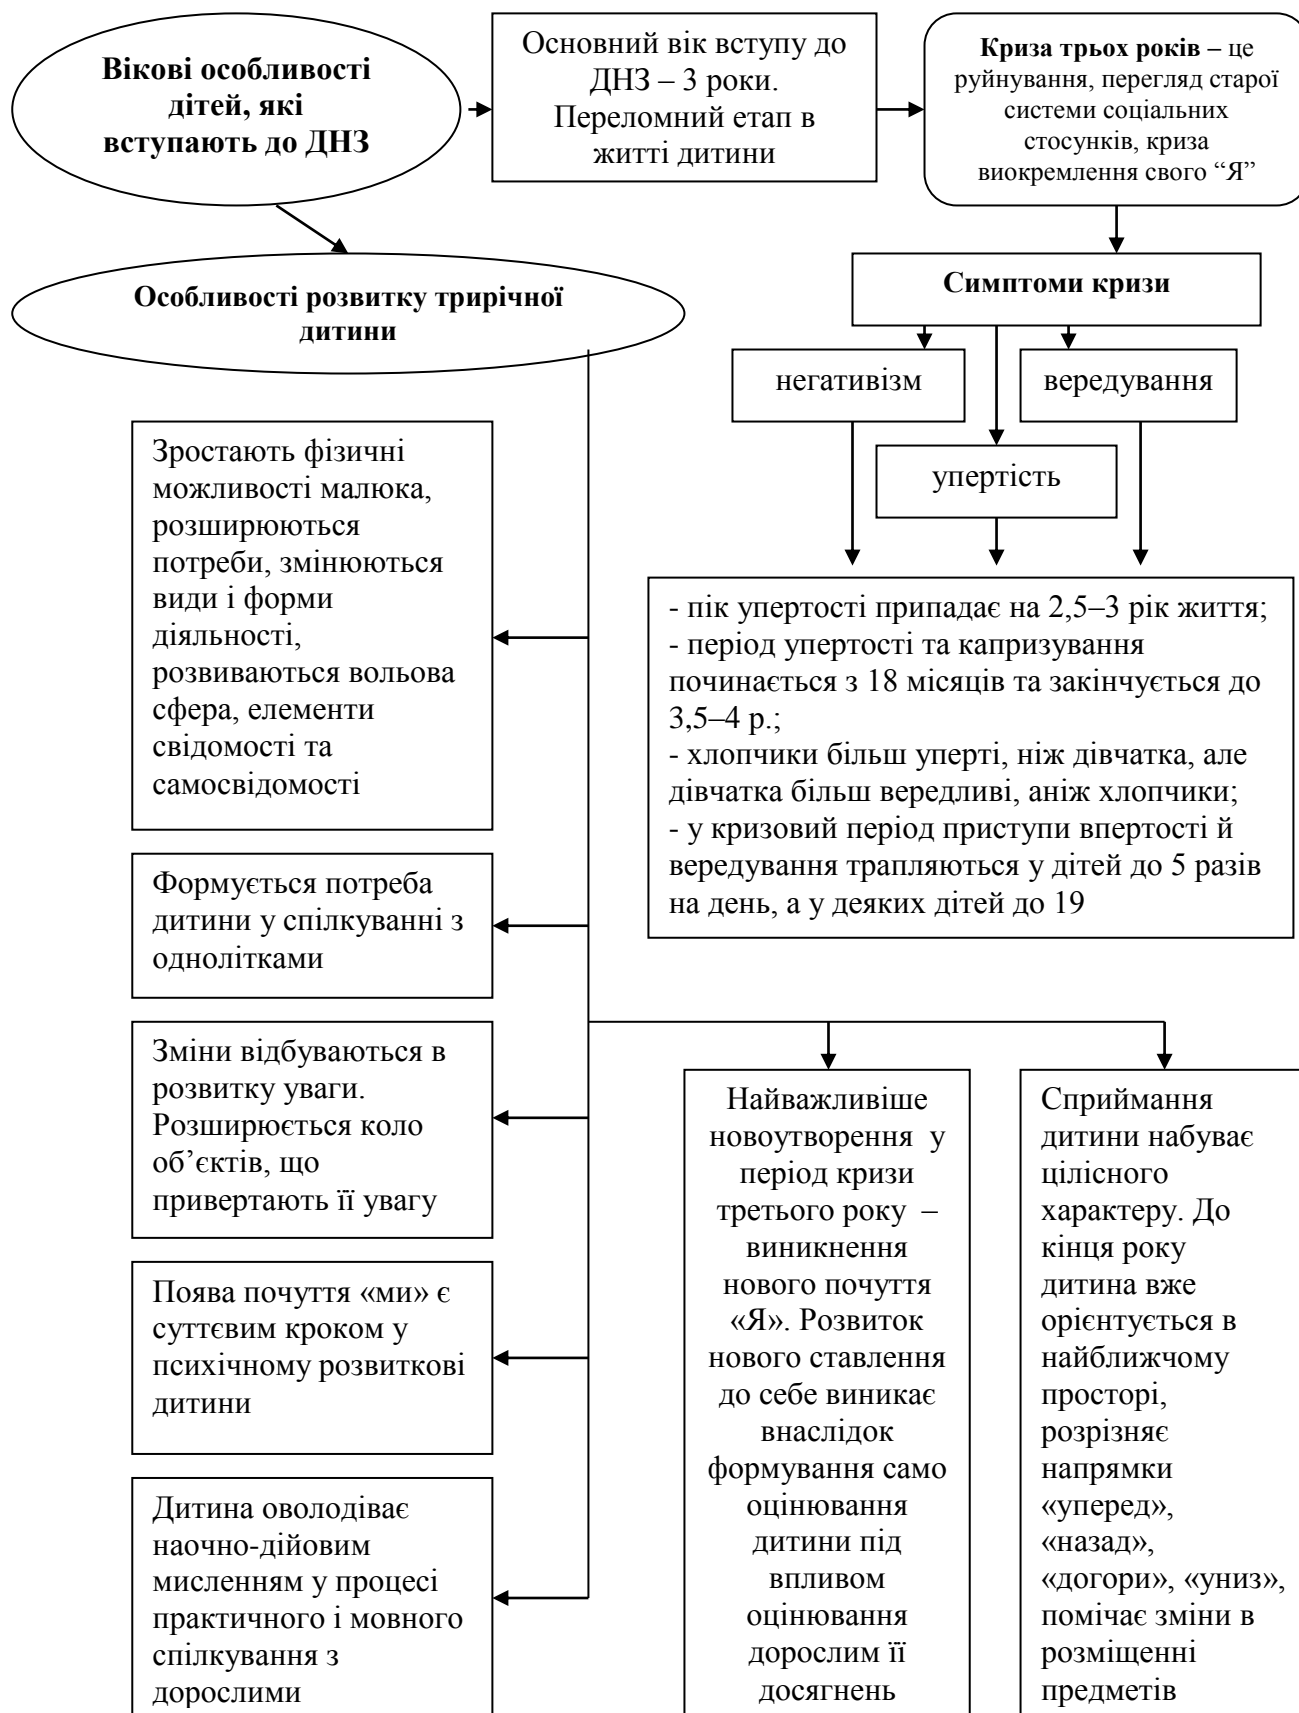 Вікові особливості
дітей, які
вступають до ДНЗ
Основний вік вступу до
ДНЗ – 3 роки.
Переломний етап в
житті дитини
Криза трьох років – це
руйнування, перегляд старої
системи соціальних
стосунків, криза
виокремлення свого “Я”
Особливості розвитку трирічної
дитини
Симптоми кризи
негативізм
вередування
упертість
- пік упертості припадає на 2,5–3 рік життя;
- період упертості та капризування
починається з 18 місяців та закінчується до
3,5–4 р.;
- хлопчики більш уперті, ніж дівчатка, але
дівчатка більш вередливі, аніж хлопчики;
- у кризовий період приступи впертості й
вередування трапляються у дітей до 5 разів
на день, а у деяких дітей до 19
Зростають фізичні
можливості малюка,
розширюються
потреби, змінюються
види і форми
діяльності,
розвиваються вольова
сфера, елементи
свідомості та
самосвідомості
Формується потреба
дитини у спілкуванні з
однолітками
Зміни відбуваються в
розвитку уваги.
Розширюється коло
об’єктів, що
привертають її увагу
Поява почуття «ми» є
суттєвим кроком у
психічному розвиткові
дитини
Дитина оволодіває
наочно-дійовим
мисленням у процесі
практичного і мовного
спілкування з
дорослими
Найважливіше
новоутворення у
період кризи
третього року –
виникнення
нового почуття
«Я». Розвиток
нового ставлення
до себе виникає
внаслідок
формування само
оцінювання
дитини під
впливом
оцінювання
дорослим її
досягнень
Сприймання
дитини набуває
цілісного
характеру. До
кінця року
дитина вже
орієнтується в
найближчому
просторі,
розрізняє
напрямки
«уперед»,
«назад»,
«догори», «униз»,
помічає зміни в
розміщенні
предметів